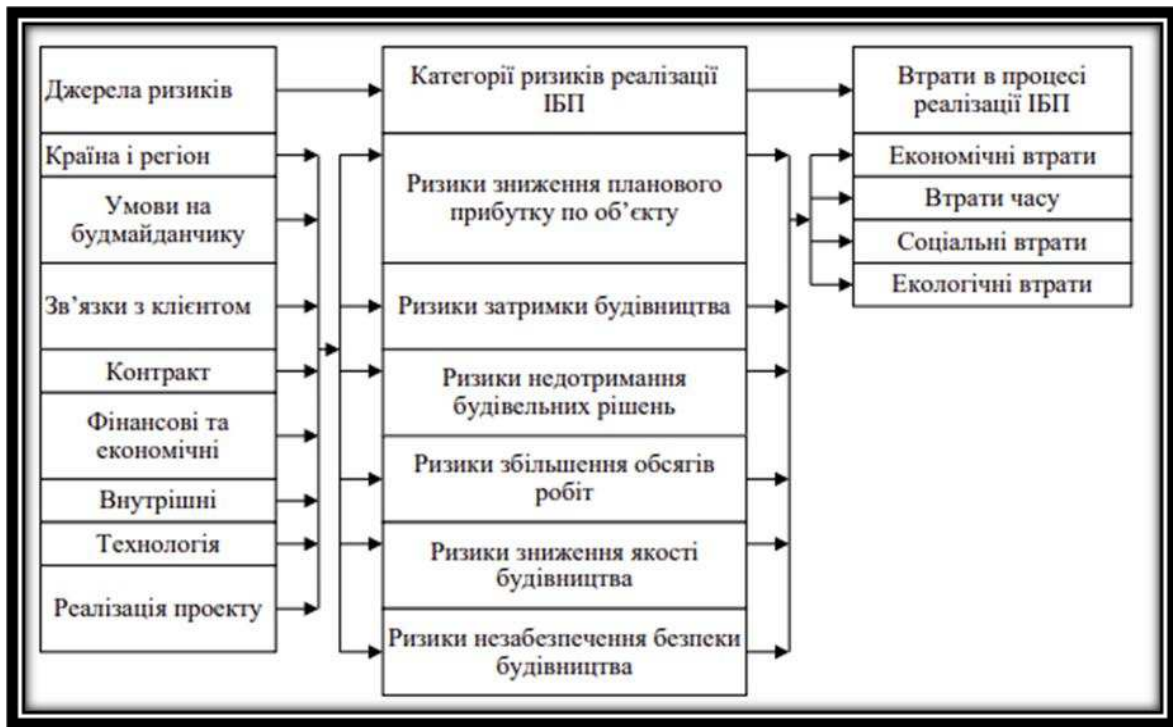 Джерела ризиків
Країна і регіон
Умови на
будмайданчику
Зв’язки з клієнтом
Контракт
Фінансові та
економічні
Внутрішні
Технологія
Реалізація проекту
Категорії ризиків реалізації
ІБП
Ризики зниження планового
прибутку по об’єкту
Ризики затримки будівництва
Ризики недотримання
будівельних рішень
Ризики збільшення обсягів
робіт
Ризики зниження якості
будівництва
Ризики незабезпечення безпеки
будівництва
Втрати в процесі
реалізації ІБП
Економічні втрати
Втрати часу
Соціальні втрати
Екологічні втрати